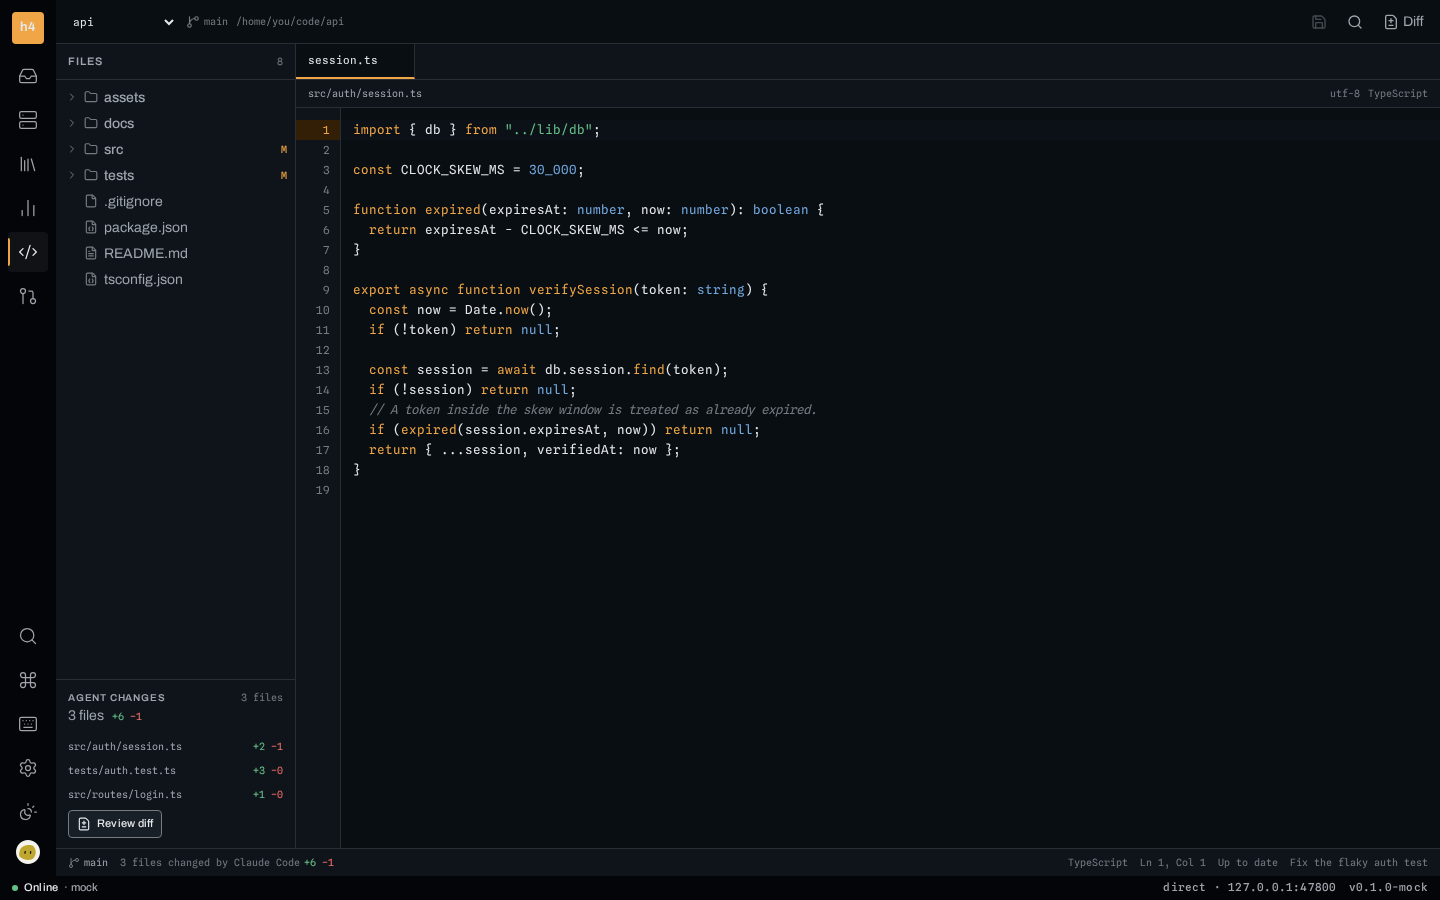 h4
api
main /home/you/code/api
Diff
FILES 8
assets
docs
src M
tests M
.gitignore
package.json
README.md
tsconfig.json
session.ts
src/auth/session.ts
utf-8 TypeScript
1 import { db } from "../lib/db";
2
3 const CLOCK_SKEW_MS = 30_000;
4
5 function expired(expiresAt: number, now: number): boolean {
6   return expiresAt - CLOCK_SKEW_MS <= now;
7 }
8
9 export async function verifySession(token: string) {
10   const now = Date.now();
11   if (!token) return null;
12
13   const session = await db.session.find(token);
14   if (!session) return null;
15   // A token inside the skew window is treated as already expired.
16   if (expired(session.expiresAt, now)) return null;
17   return { ...session, verifiedAt: now };
18 }
19
AGENT CHANGES 3 files
3 files +6 −1
src/auth/session.ts +2 −1
tests/auth.test.ts +3 −0
src/routes/login.ts +1 −0
Review diff
main 3 files changed by Claude Code +6 −1
TypeScript Ln 1, Col 1 Up to date Fix the flaky auth test
Online · mock
direct · 127.0.0.1:47800 v0.1.0-mock